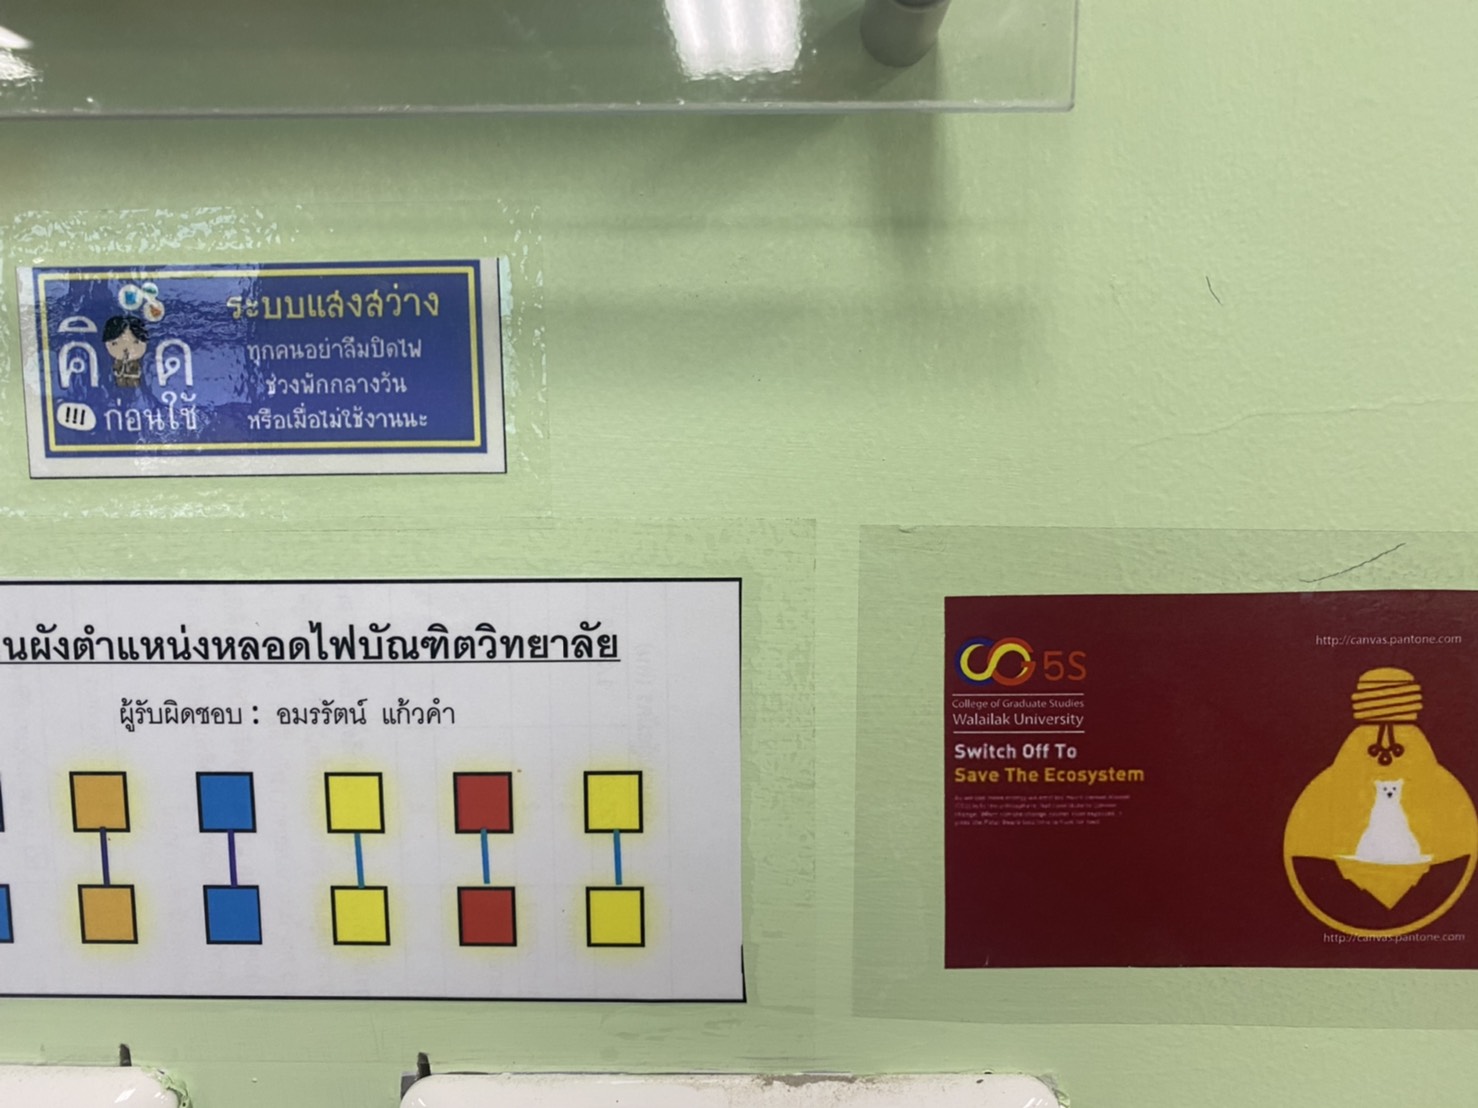 คิด
ก่อนใช้
ระบบแสงสว่าง
ทุกคนอย่าลืมปิดไฟ
ช่วงพักกลางวัน
หรือเมื่อไม่ใช้งานนะ
นผังตำแหน่งหลอดไฟบัณฑิตวิทยาลัย
ผู้รับผิดชอบ : อมรรัตน์ แก้วคำ
5S
College of Graduate Studies
Walailak University
Switch Off To
Save The Ecosystem
http://canvas.pantone.com
http://canvas.pantone.com